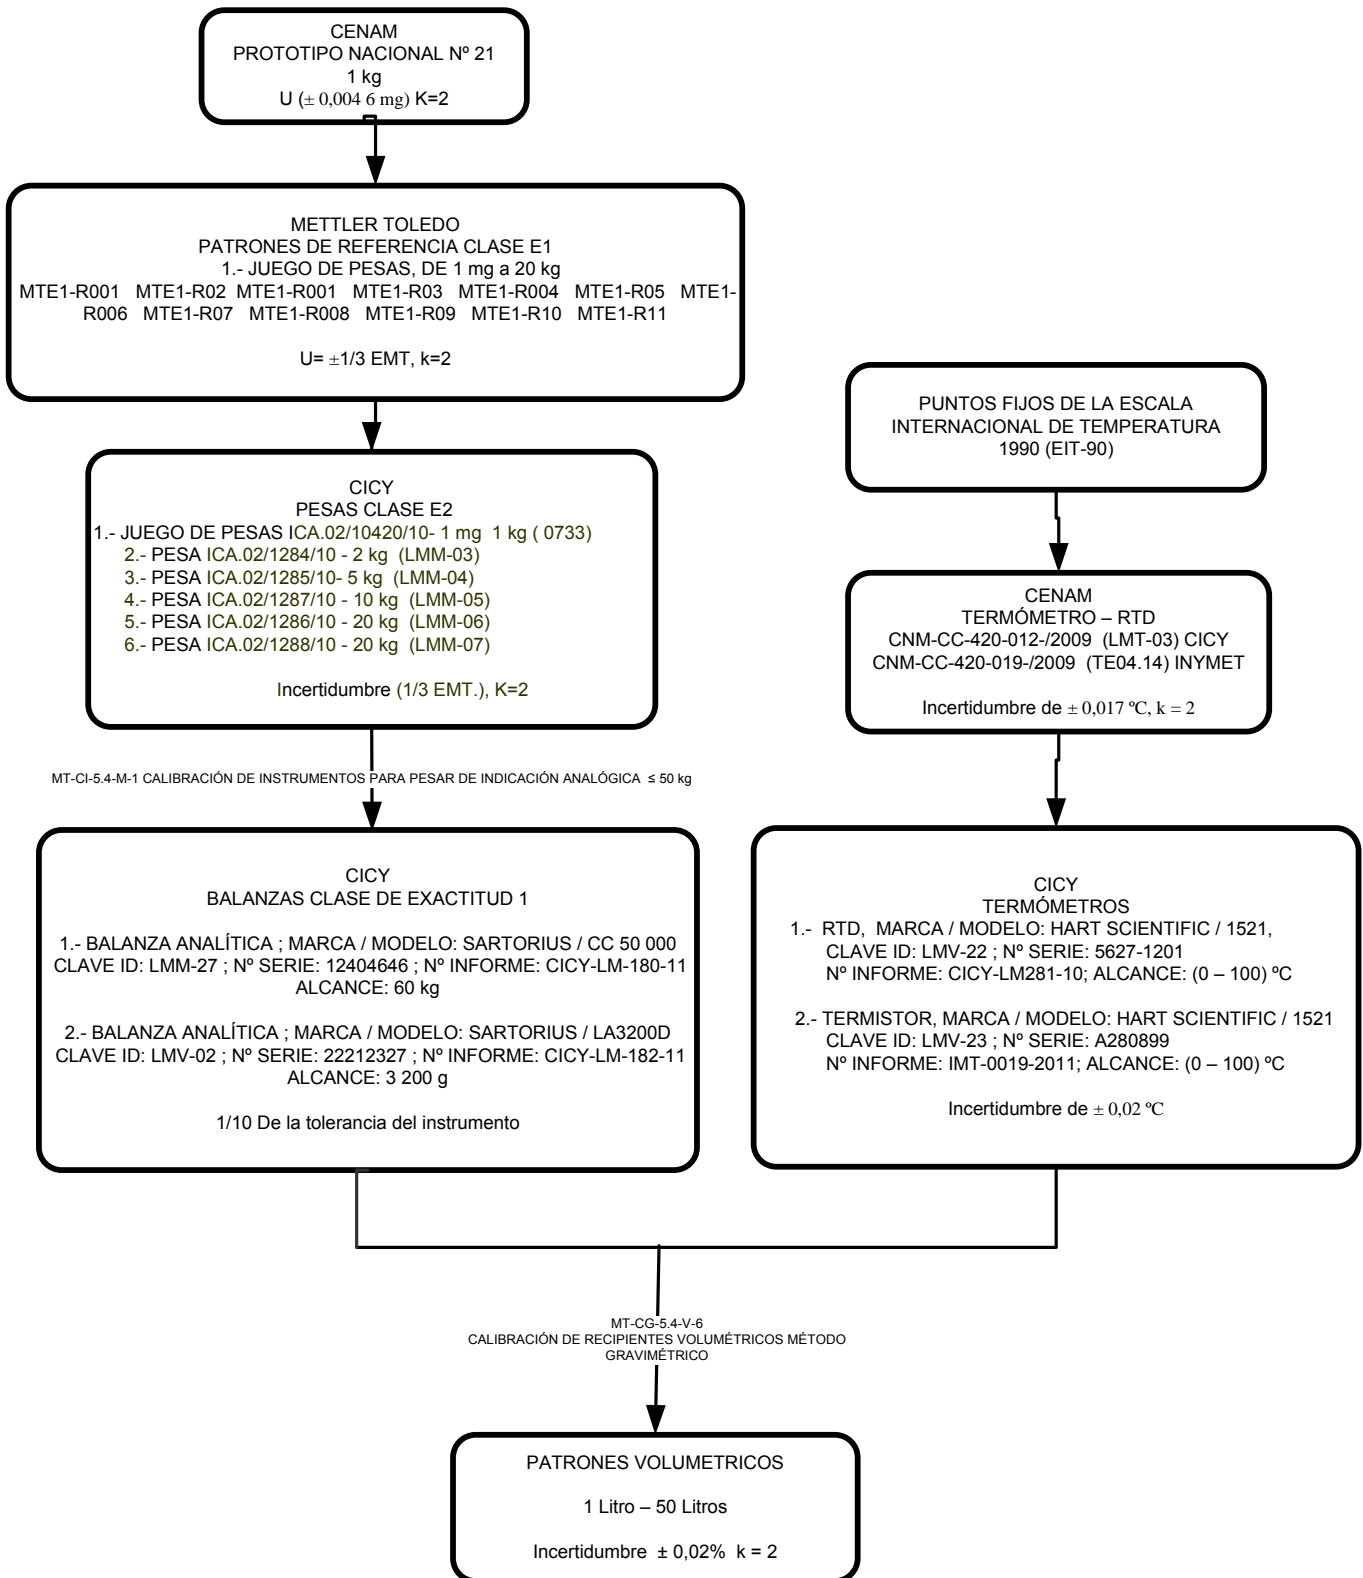 CENAM
PROTOTIPO NACIONAL Nº 21
1 kg
U (± 0,004 6 mg) K=2
METTLER TOLEDO
PATRONES DE REFERENCIA CLASE E1
1.- JUEGO DE PESAS, DE 1 mg a 20 kg
MTE1-R001 MTE1-R02 MTE1-R001 MTE1-R03 MTE1-R004 MTE1-R05 MTE1-
R006 MTE1-R07 MTE1-R008 MTE1-R09 MTE1-R10 MTE1-R11
U= ±1/3 EMT, k=2
CICY
PESAS CLASE E2
1.- JUEGO DE PESAS ICA.02/10420/10- 1 mg 1 kg ( 0733)
2.- PESA ICA.02/1284/10 - 2 kg (LMM-03)
3.- PESA ICA.02/1285/10- 5 kg (LMM-04)
4.- PESA ICA.02/1287/10 - 10 kg (LMM-05)
5.- PESA ICA.02/1286/10 - 20 kg (LMM-06)
6.- PESA ICA.02/1288/10 - 20 kg (LMM-07)
Incertidumbre (1/3 EMT.), K=2
MT-CI-5.4-M-1 CALIBRACIÓN DE INSTRUMENTOS PARA PESAR DE INDICACIÓN ANALÓGICA ≤ 50 kg
CICY
BALANZAS CLASE DE EXACTITUD 1
1.- BALANZA ANALÍTICA ; MARCA / MODELO: SARTORIUS / CC 50 000
CLAVE ID: LMM-27 ; Nº SERIE: 12404646 ; Nº INFORME: CICY-LM-180-11
ALCANCE: 60 kg
2.- BALANZA ANALÍTICA ; MARCA / MODELO: SARTORIUS / LA3200D
CLAVE ID: LMV-02 ; Nº SERIE: 22212327 ; Nº INFORME: CICY-LM-182-11
ALCANCE: 3 200 g
1/10 De la tolerancia del instrumento
PUNTOS FIJOS DE LA ESCALA
INTERNACIONAL DE TEMPERATURA
1990 (EIT-90)
CENAM
TERMÓMETRO – RTD
CNM-CC-420-012-/2009 (LMT-03) CICY
CNM-CC-420-019-/2009 (TE04.14) INYMET
Incertidumbre de ± 0,017 ºC, k = 2
CICY
TERMÓMETROS
1.- RTD, MARCA / MODELO: HART SCIENTIFIC / 1521,
CLAVE ID: LMV-22 ; Nº SERIE: 5627-1201
Nº INFORME: CICY-LM281-10; ALCANCE: (0 – 100) ºC
2.- TERMISTOR, MARCA / MODELO: HART SCIENTIFIC / 1521
CLAVE ID: LMV-23 ; Nº SERIE: A280899
Nº INFORME: IMT-0019-2011; ALCANCE: (0 – 100) ºC
Incertidumbre de ± 0,02 ºC
MT-CG-5.4-V-6
CALIBRACIÓN DE RECIPIENTES VOLUMÉTRICOS MÉTODO
GRAVIMÉTRICO
PATRONES VOLUMETRICOS
1 Litro – 50 Litros
Incertidumbre ± 0,02% k = 2